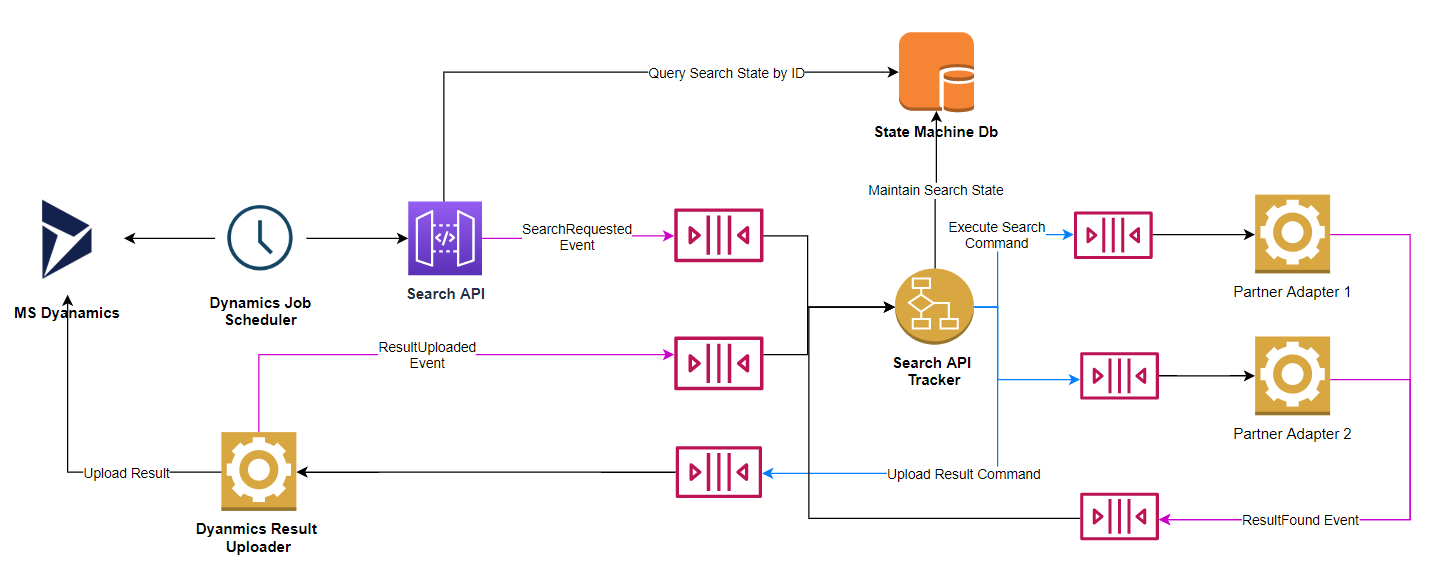 Query Search State by ID
State Machine Db
Maintain Search State
SearchRequested
Event
Execute Search
Command
MS Dyanamics
Dynamics Job
Scheduler
Search API
Partner Adapter 1
ResultUploaded
Event
Search API
Tracker
Partner Adapter 2
Upload Result
Upload Result Command
Dyanmics Result
Uploader
ResultFound Event